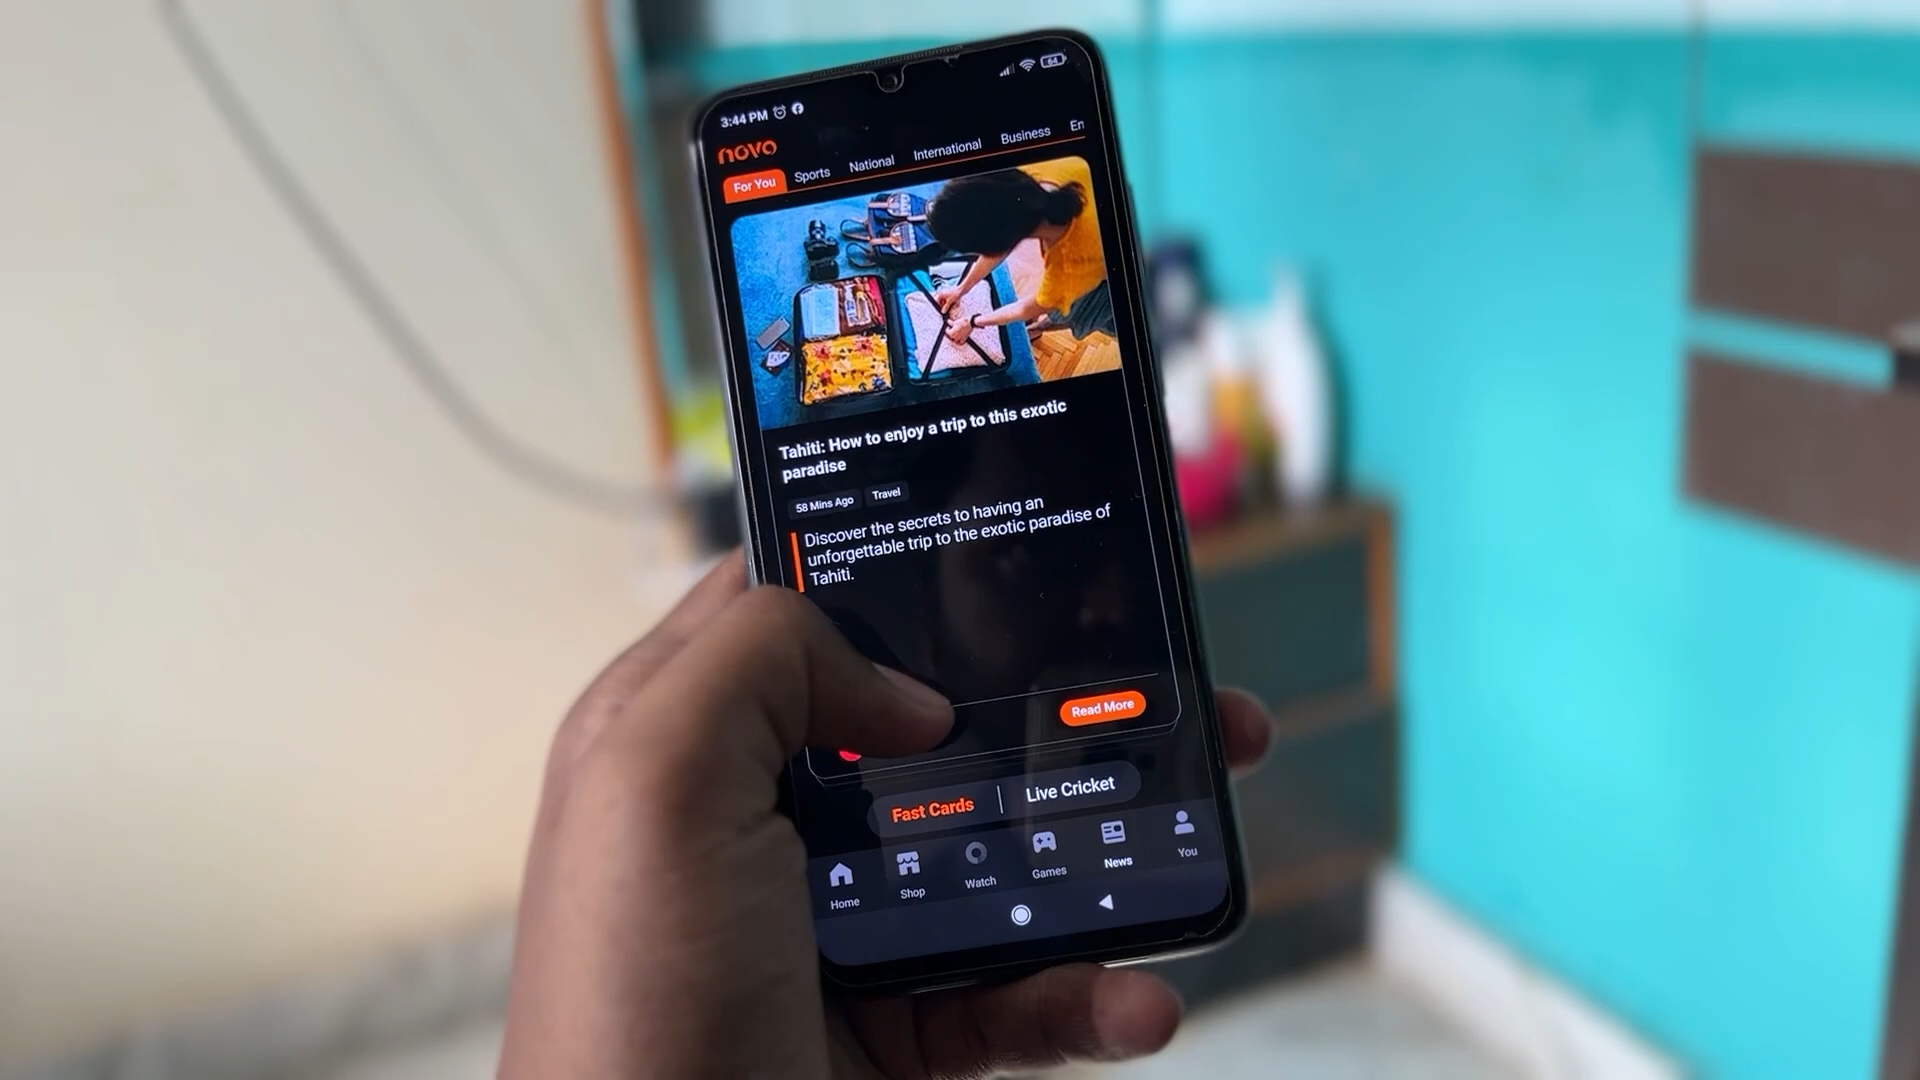 3:44 PM
64
novo
For You
Sports
National
International
Business
En
Tahiti: How to enjoy a trip to this exotic
paradise
58 Mins Ago
Travel
Discover the secrets to having an
unforgettable trip to the exotic paradise of
Tahiti.
Read More
Fast Cards
Live Cricket
Home
Shop
Watch
Games
News
You